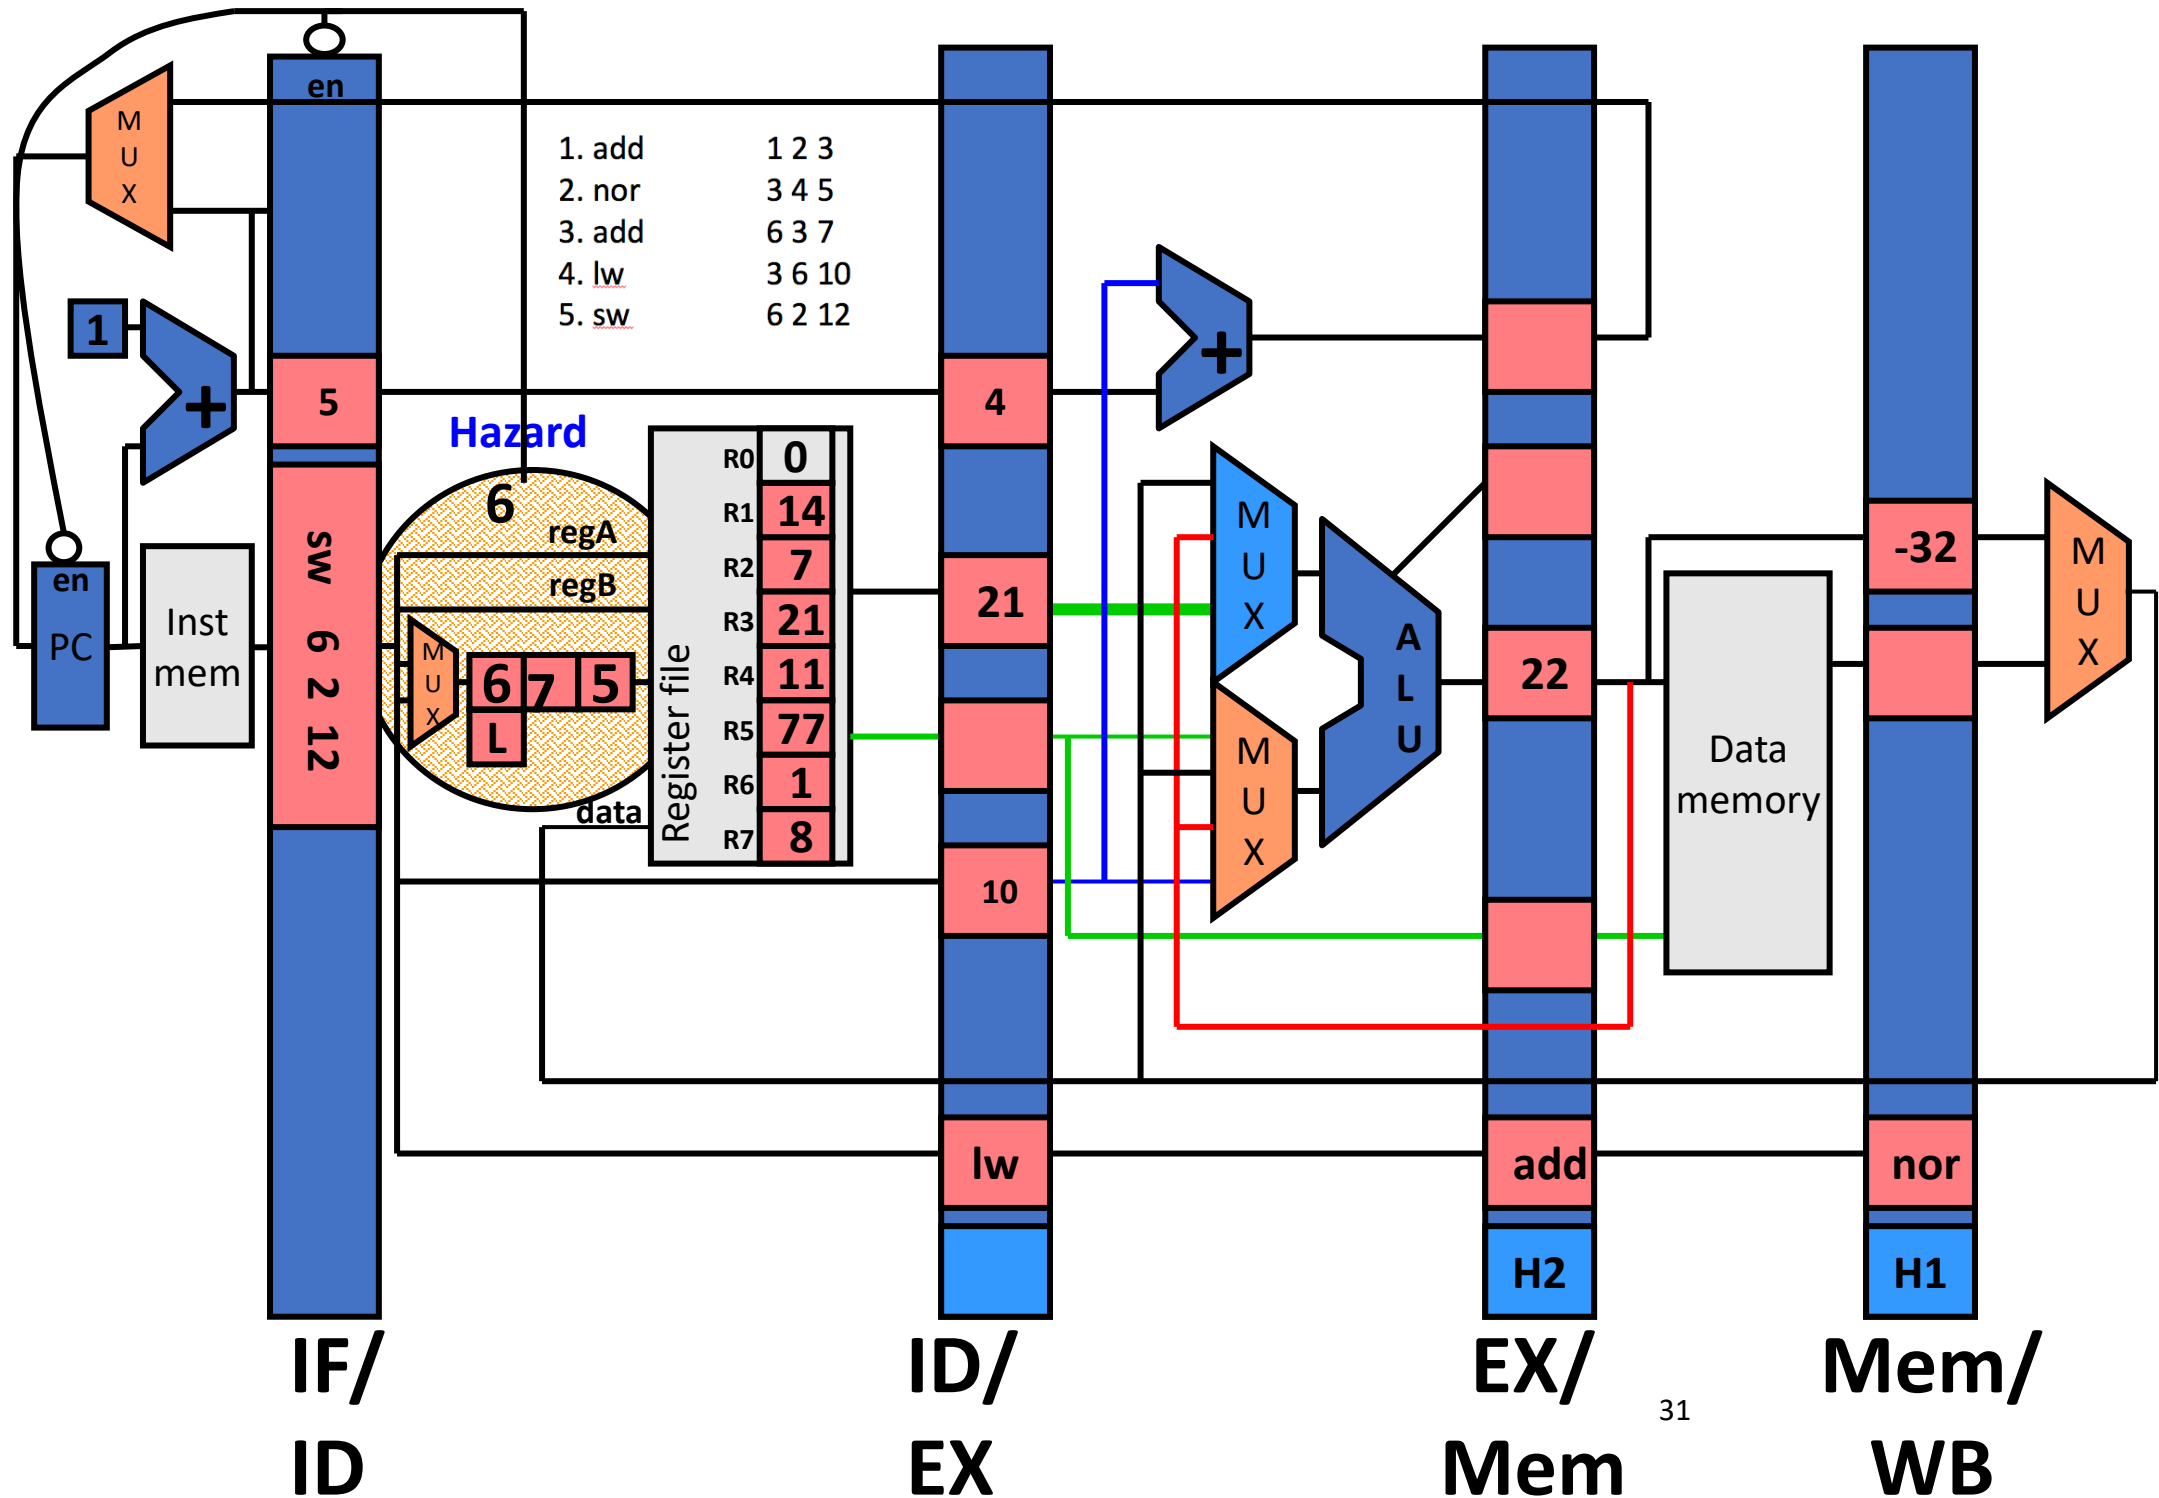 en
M
U
X
1. add 1 2 3
2. nor 3 4 5
3. add 6 3 7
4. lw 3 6 10
5. sw 6 2 12
1
+
5
4
+
Hazard
6
regA
regB
R0 0
R1 14
R2 7
R3 21
R4 11
R5 77
R6 1
R7 8
Register file
data
M
U
X
6 7 5
L
sw 6 2 12
en
PC
Inst
mem
21
10
M
U
X
M
U
X
A
L
U
22
Data
memory
-32
M
U
X
lw
add
nor
H2
H1
IF/
ID
ID/
EX
EX/
Mem
31
Mem/
WB